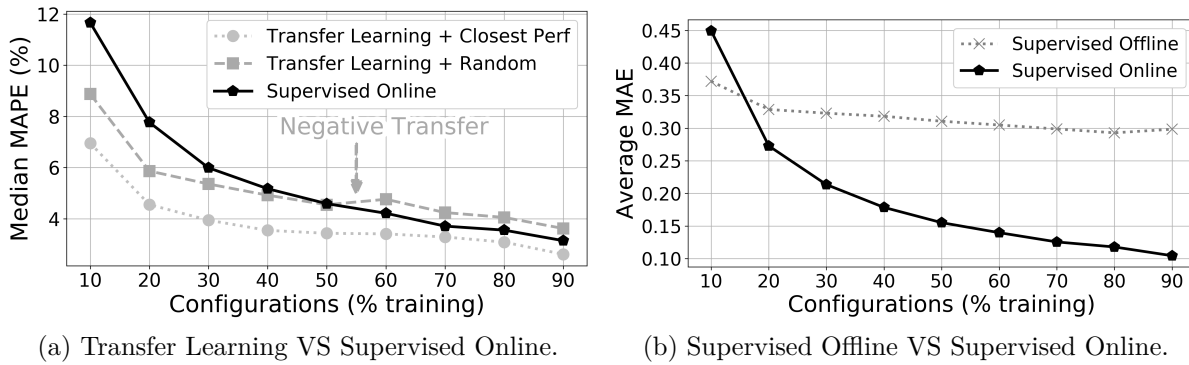 12
10
8
6
4
Median MAPE (%)
Transfer Learning + Closest Perf
Transfer Learning + Random
Supervised Online
Negative Transfer
10 20 30 40 50 60 70 80 90
Configurations (% training)
(a) Transfer Learning VS Supervised Online.
0.45
0.40
0.35
0.30
0.25
0.20
0.15
0.10
Average MAE
Supervised Offline
Supervised Online
10 20 30 40 50 60 70 80 90
Configurations (% training)
(b) Supervised Offline VS Supervised Online.